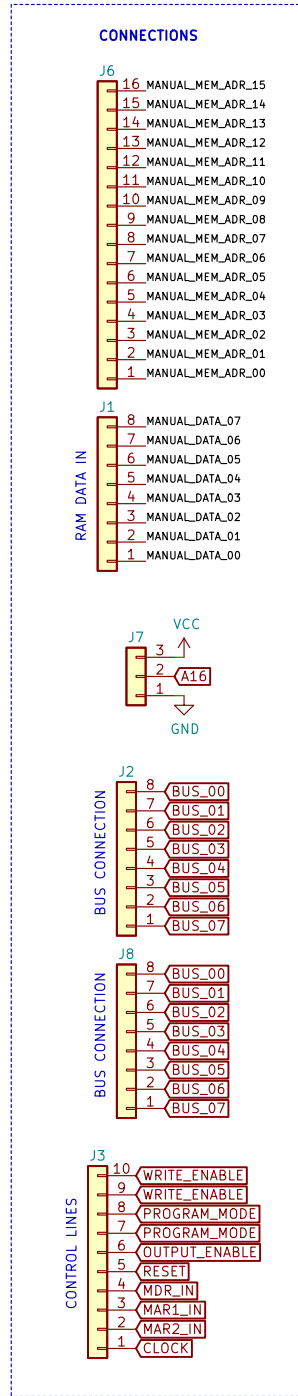 CONNECTIONS
J6
16 MANUAL_MEM_ADR_15
15 MANUAL_MEM_ADR_14
14 MANUAL_MEM_ADR_13
13 MANUAL_MEM_ADR_12
12 MANUAL_MEM_ADR_11
11 MANUAL_MEM_ADR_10
10 MANUAL_MEM_ADR_09
9 MANUAL_MEM_ADR_08
8 MANUAL_MEM_ADR_07
7 MANUAL_MEM_ADR_06
6 MANUAL_MEM_ADR_05
5 MANUAL_MEM_ADR_04
4 MANUAL_MEM_ADR_03
3 MANUAL_MEM_ADR_02
2 MANUAL_MEM_ADR_01
1 MANUAL_MEM_ADR_00
J1
RAM DATA IN
8 MANUAL_DATA_07
7 MANUAL_DATA_06
6 MANUAL_DATA_05
5 MANUAL_DATA_04
4 MANUAL_DATA_03
3 MANUAL_DATA_02
2 MANUAL_DATA_01
1 MANUAL_DATA_00
VCC
J7
3
2 A16
1
GND
J2
BUS CONNECTION
8 BUS_00
7 BUS_01
6 BUS_02
5 BUS_03
4 BUS_04
3 BUS_05
2 BUS_06
1 BUS_07
J8
BUS CONNECTION
8 BUS_00
7 BUS_01
6 BUS_02
5 BUS_03
4 BUS_04
3 BUS_05
2 BUS_06
1 BUS_07
J3
CONTROL LINES
10 WRITE_ENABLE
9 WRITE_ENABLE
8 PROGRAM_MODE
7 PROGRAM_MODE
6 OUTPUT_ENABLE
5 RESET
4 MDR_IN
3 MAR1_IN
2 MAR2_IN
1 CLOCK